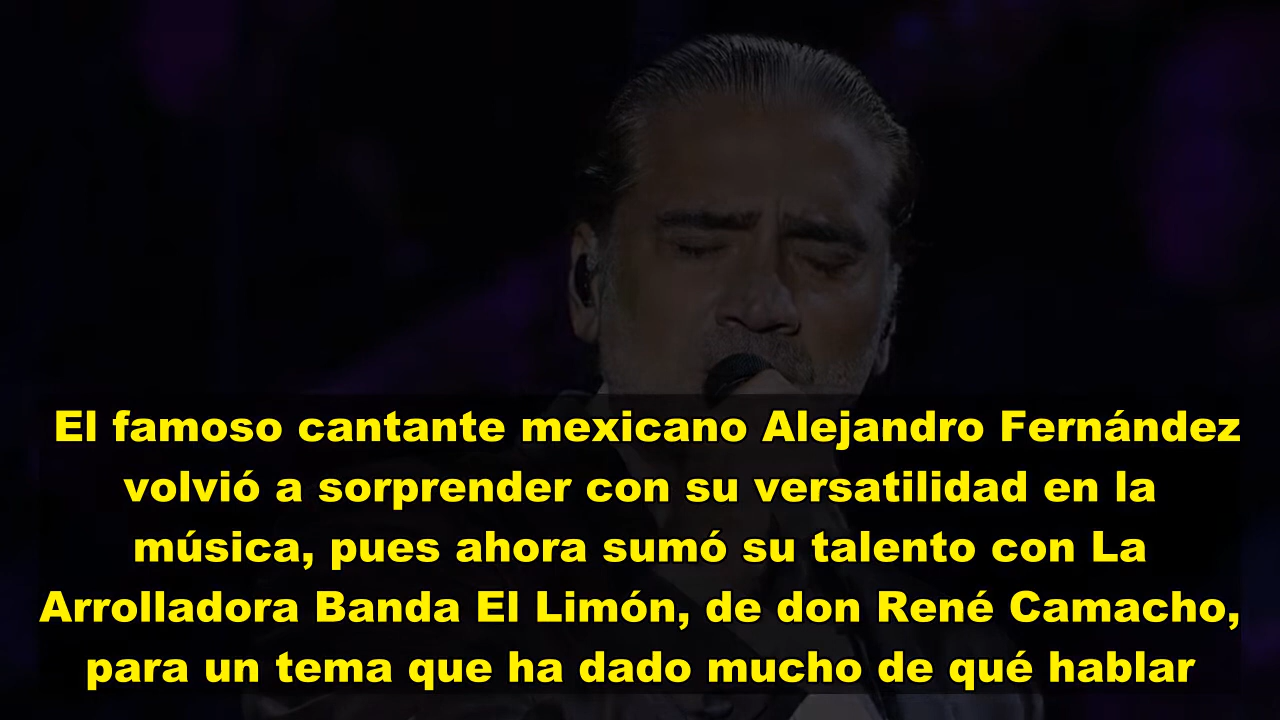 El famoso cantante mexicano Alejandro Fernández
volvió a sorprender con su versatilidad en la
música, pues ahora sumó su talento con La
Arrolladora Banda El Limón, de don René Camacho,
para un tema que ha dado mucho de qué hablar